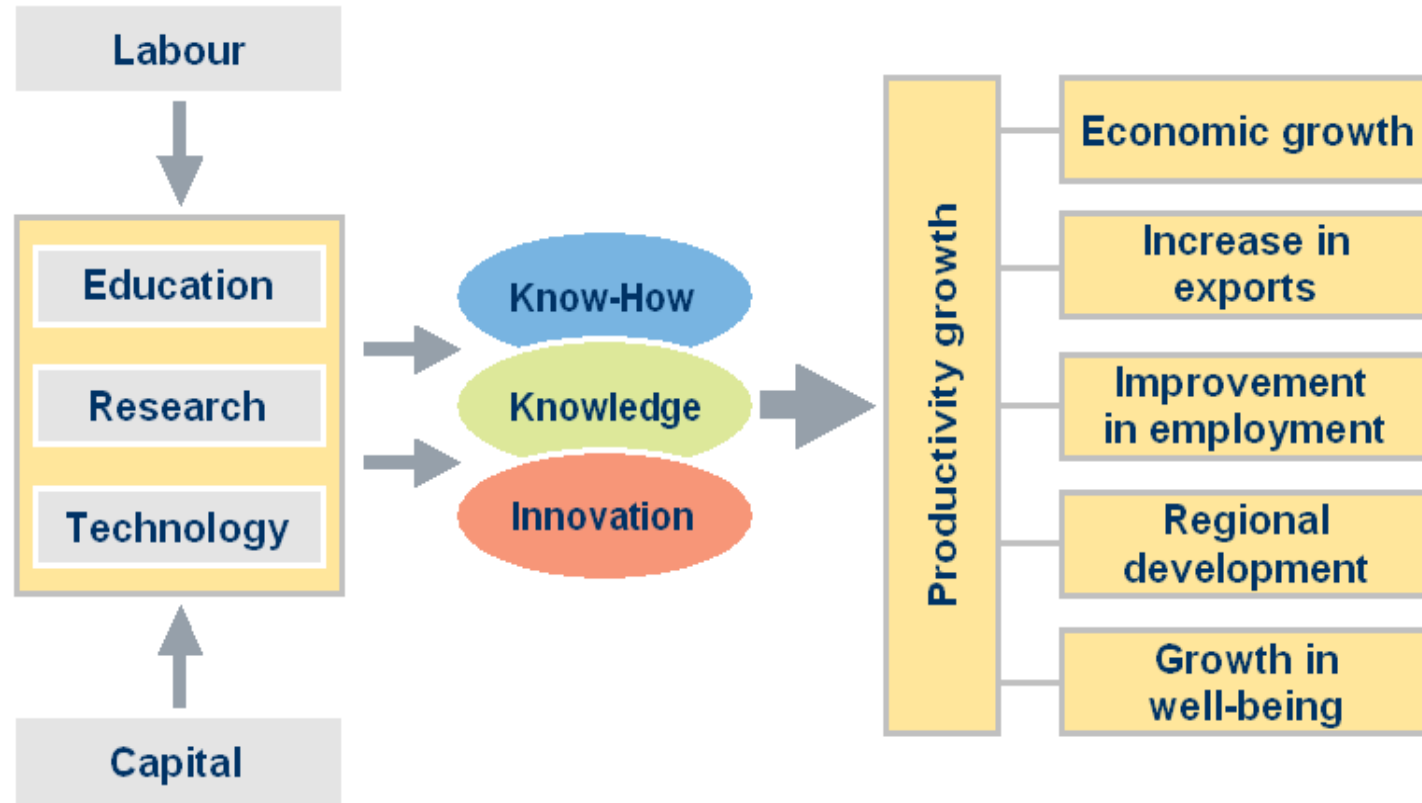 Labour
Education
Research
Technology
Capital
Know-How
Knowledge
Innovation
Productivity growth
Economic growth
Increase in
exports
Improvement
in employment
Regional
development
Growth in
well-being